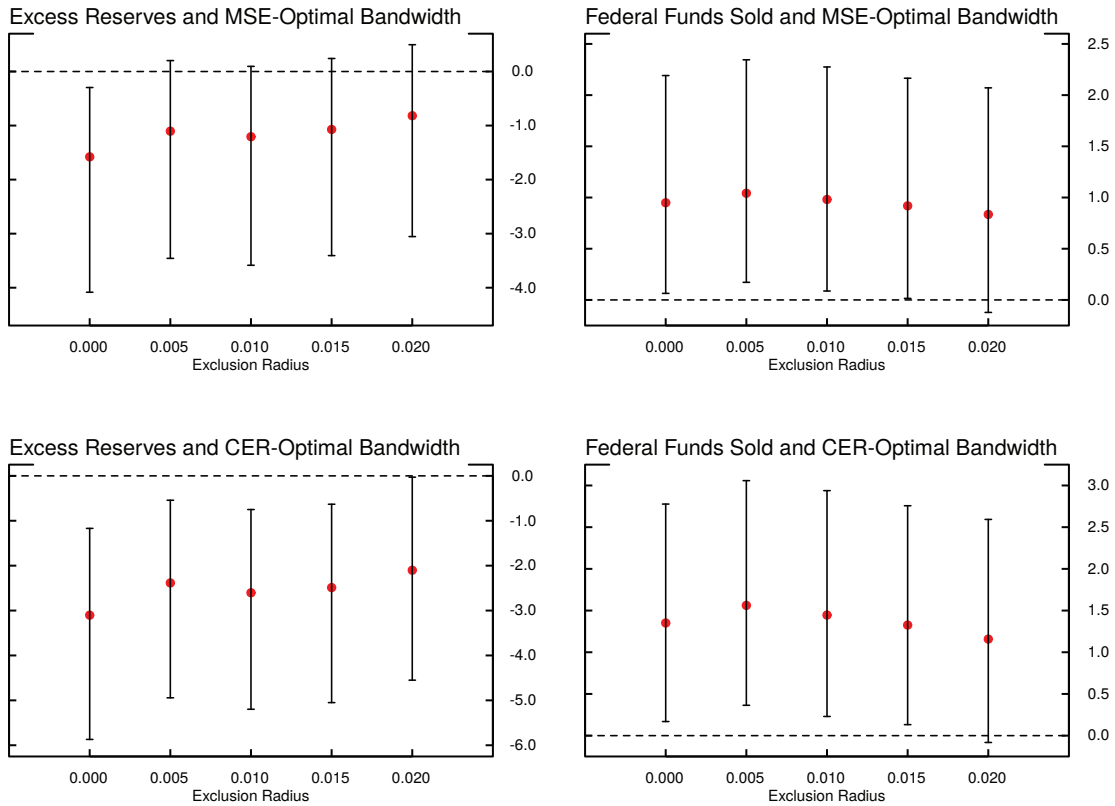 Excess Reserves and MSE-Optimal Bandwidth
0.0
-1.0
-2.0
-3.0
-4.0
0.000 0.005 0.010 0.015 0.020
Exclusion Radius
Federal Funds Sold and MSE-Optimal Bandwidth
2.5
2.0
1.5
1.0
0.5
0.0
0.000 0.005 0.010 0.015 0.020
Exclusion Radius
Excess Reserves and CER-Optimal Bandwidth
0.0
-1.0
-2.0
-3.0
-4.0
-5.0
-6.0
0.000 0.005 0.010 0.015 0.020
Exclusion Radius
Federal Funds Sold and CER-Optimal Bandwidth
3.0
2.5
2.0
1.5
1.0
0.5
0.0
0.000 0.005 0.010 0.015 0.020
Exclusion Radius